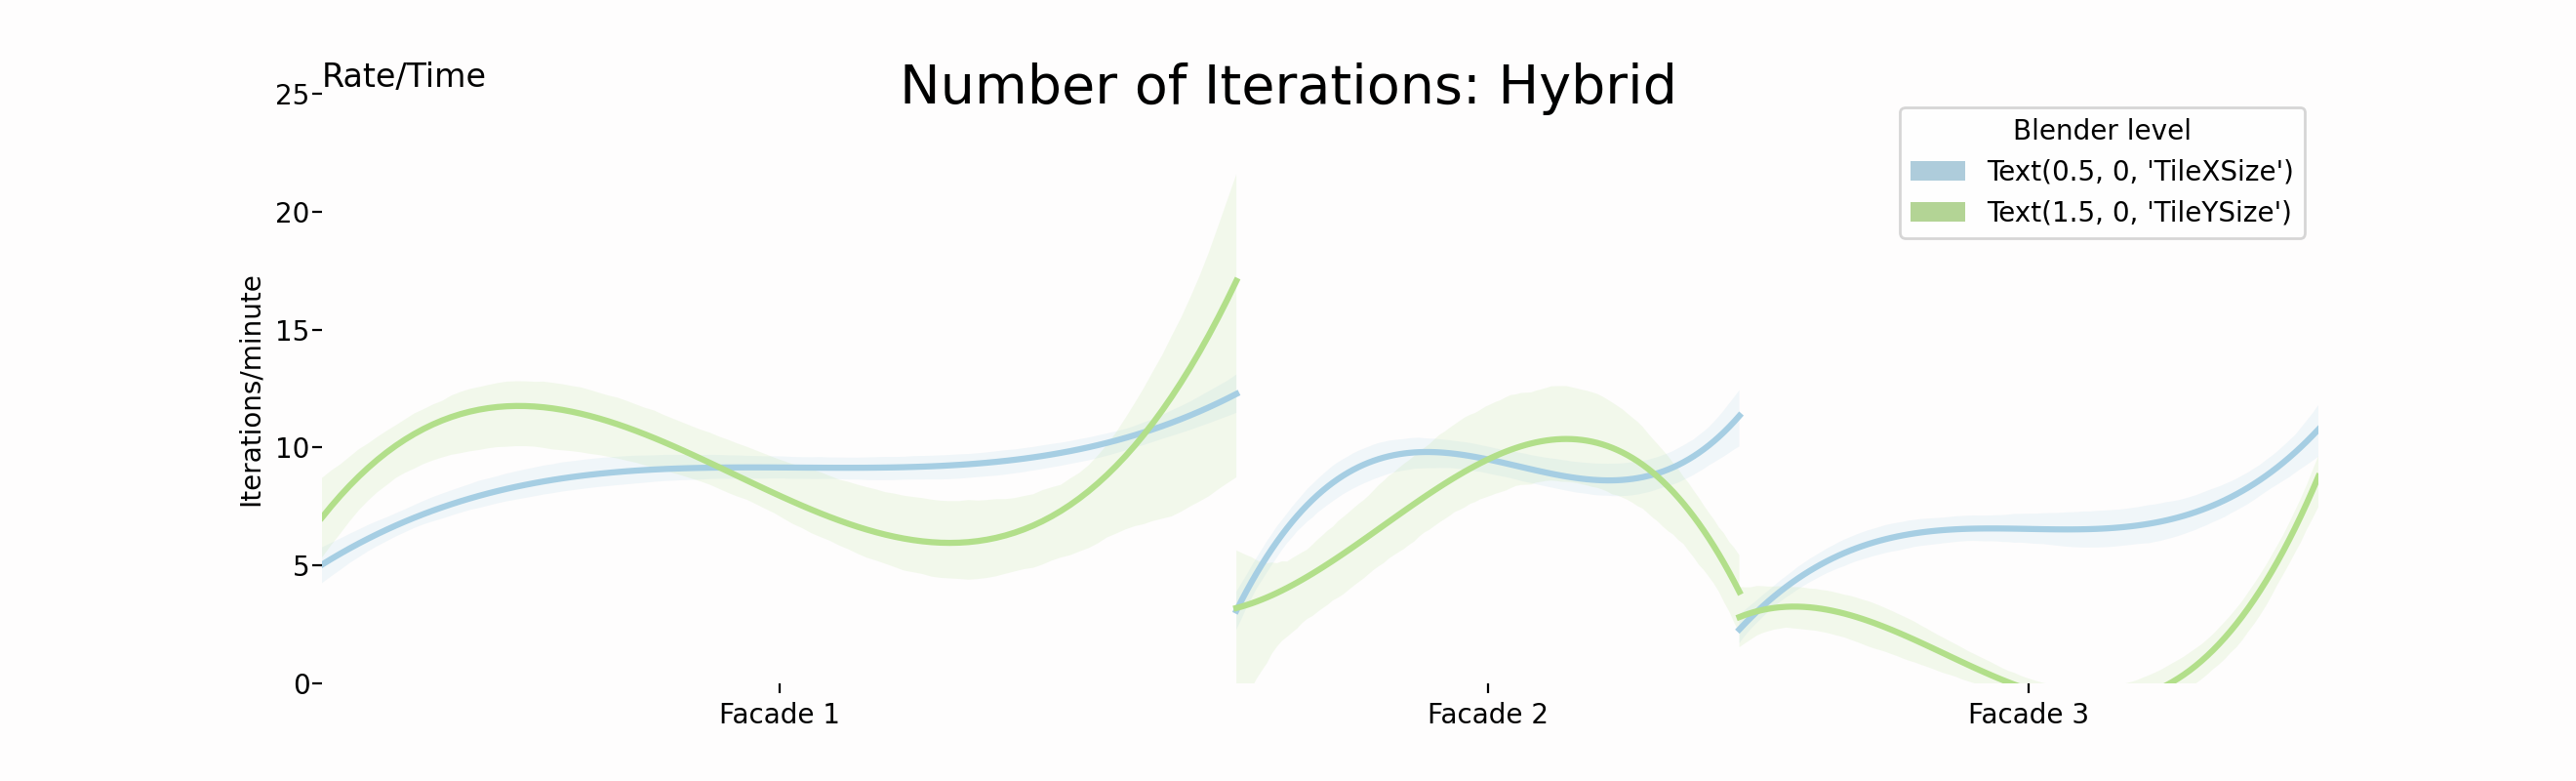 Rate/Time
Number of Iterations: Hybrid
Blender level
Text(0.5, 0, 'TileXSize')
Text(1.5, 0, 'TileYSize')
Iterations/minute
25
20
15
10
5
0
Facade 1
Facade 2
Facade 3